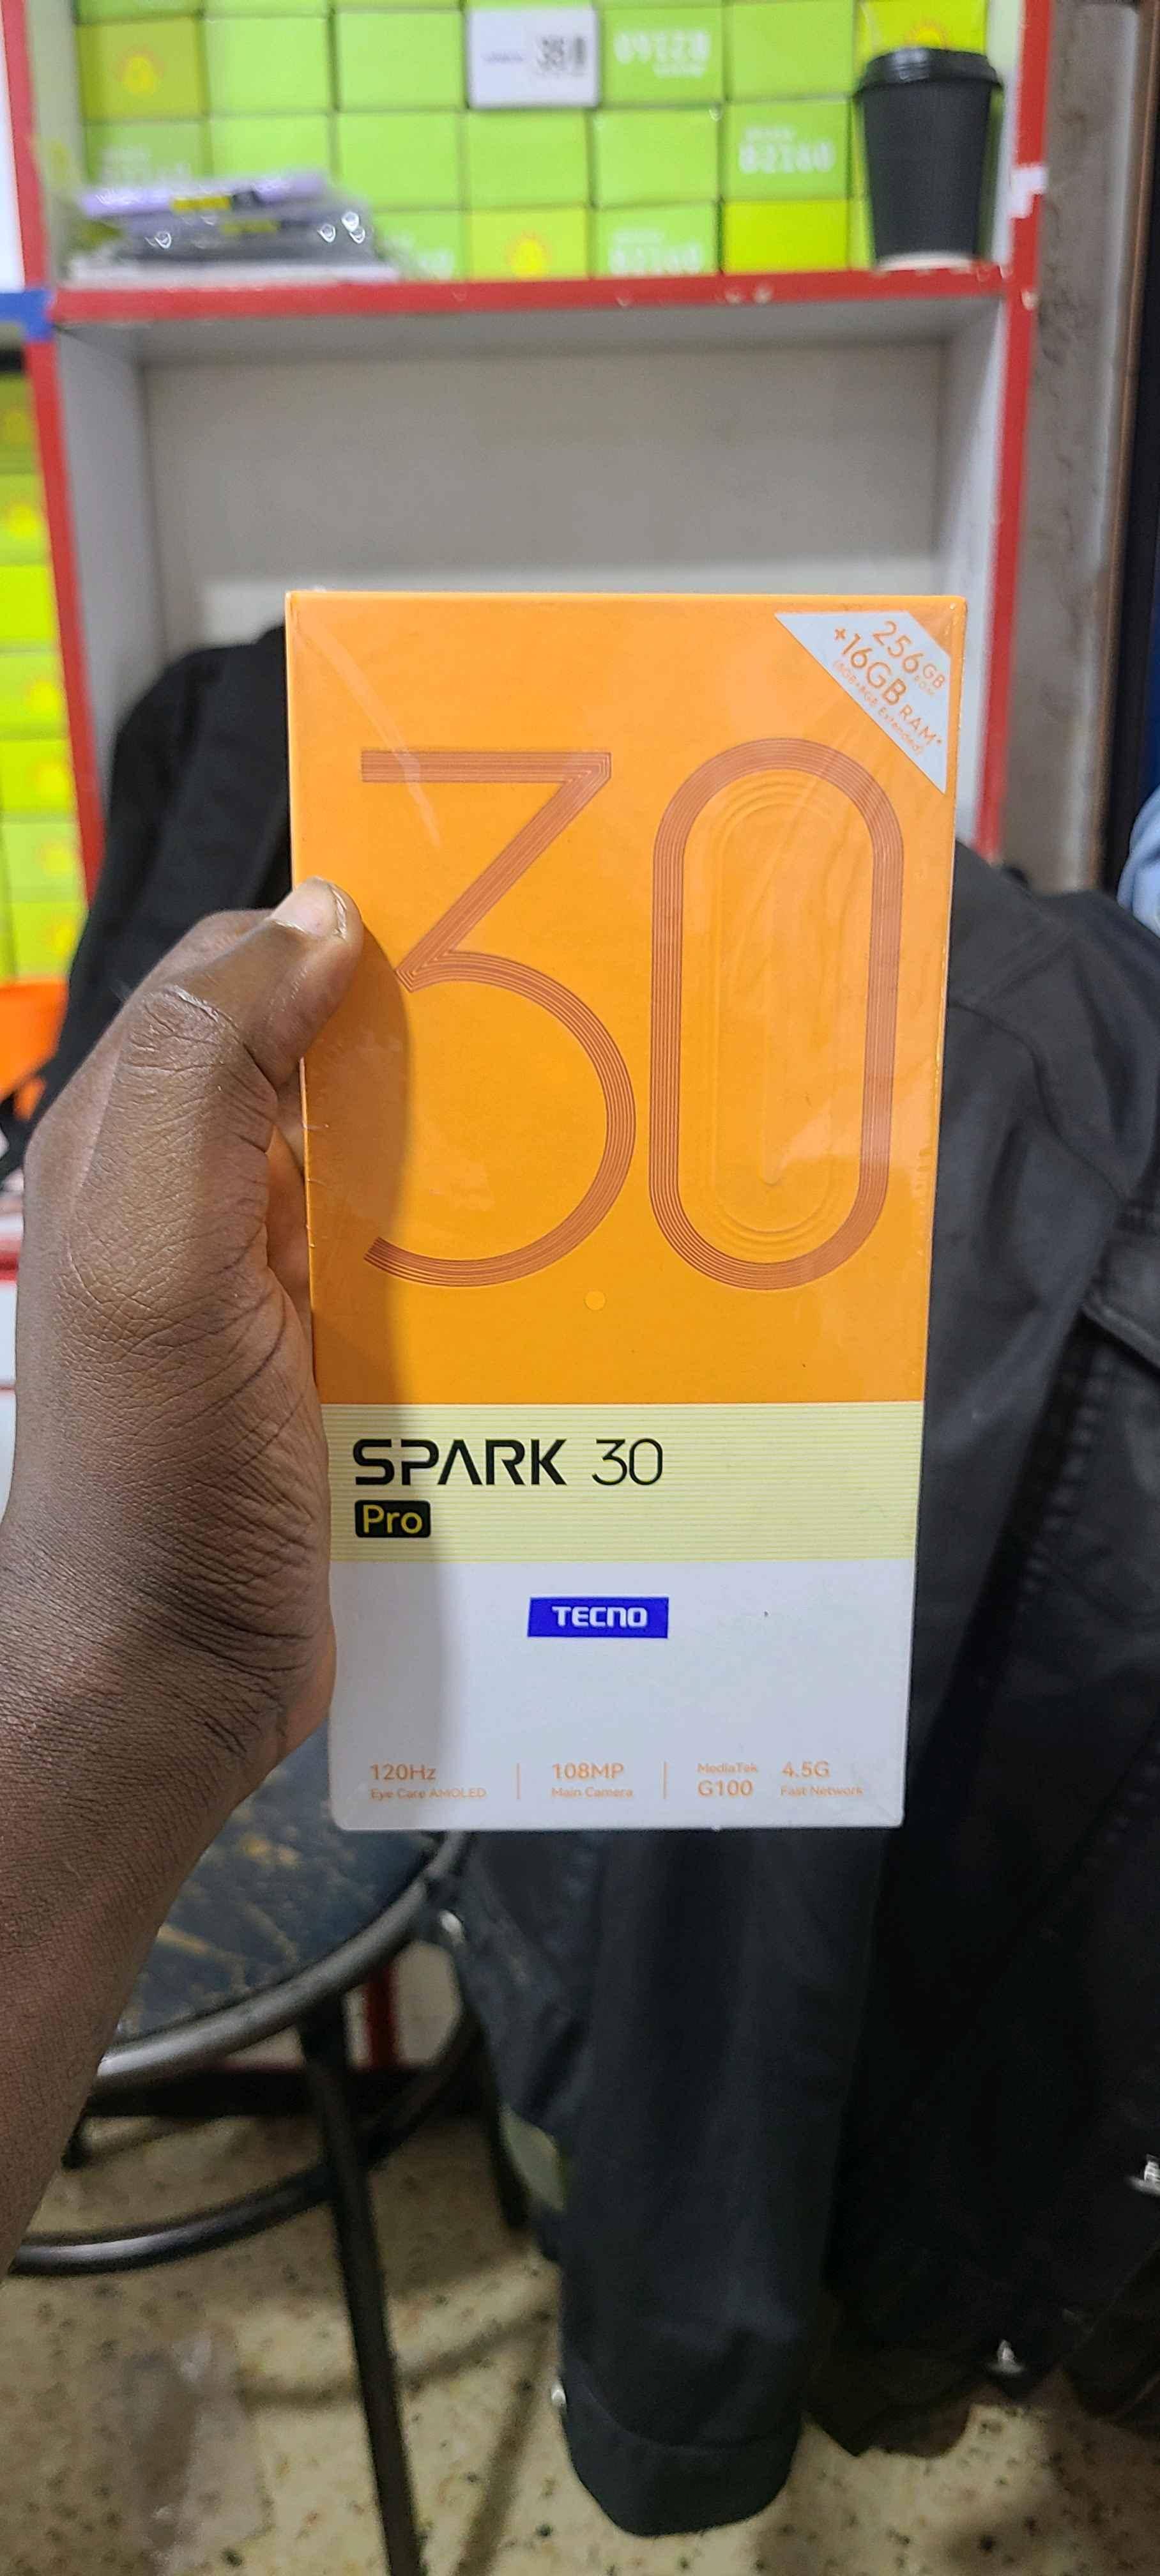 256GB
ROM
+16GB RAM*
(8GB+8GB Extended)
30
SPARK 30
Pro
TECNO
120Hz
Eye Care AMOLED
108MP
Main Camera
MediaTek
G100
4.5G
Fast Network